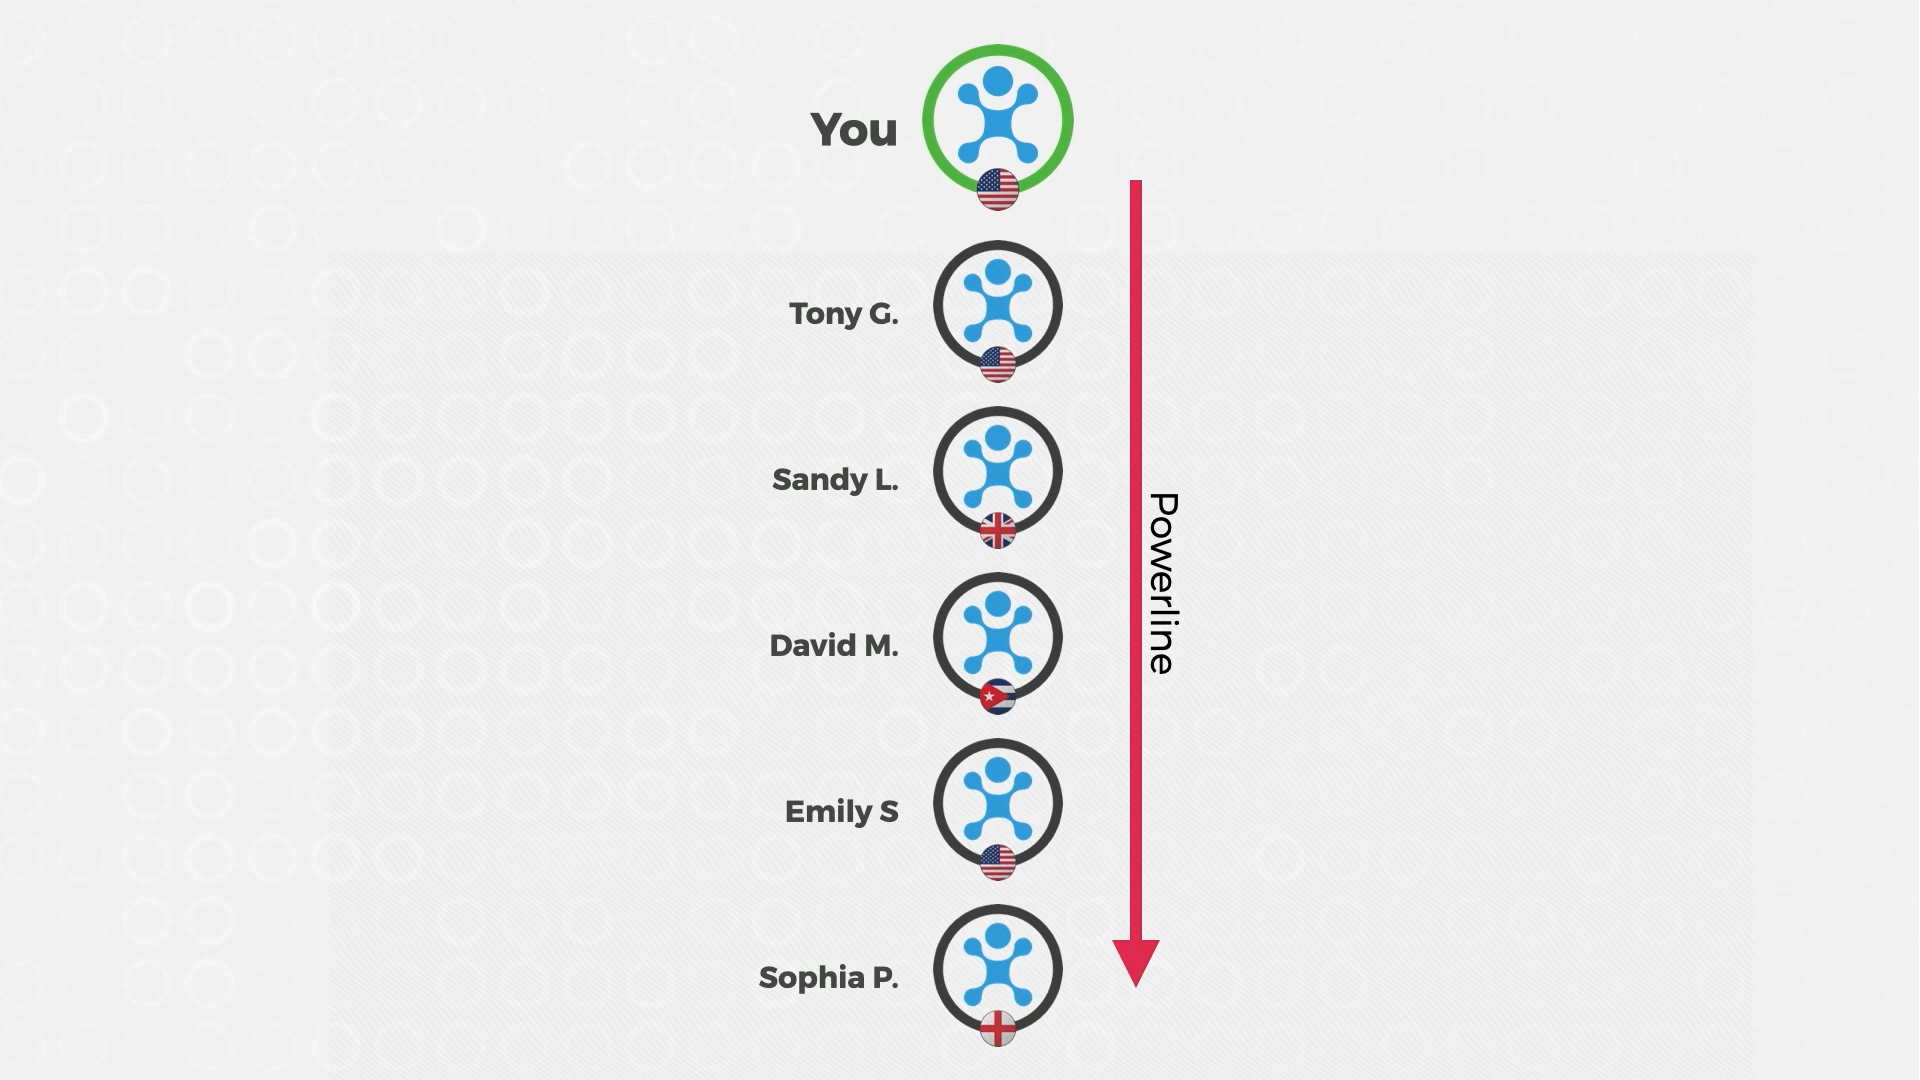 You
Tony G.
Sandy L.
David M.
Emily S
Sophia P.
Powerline